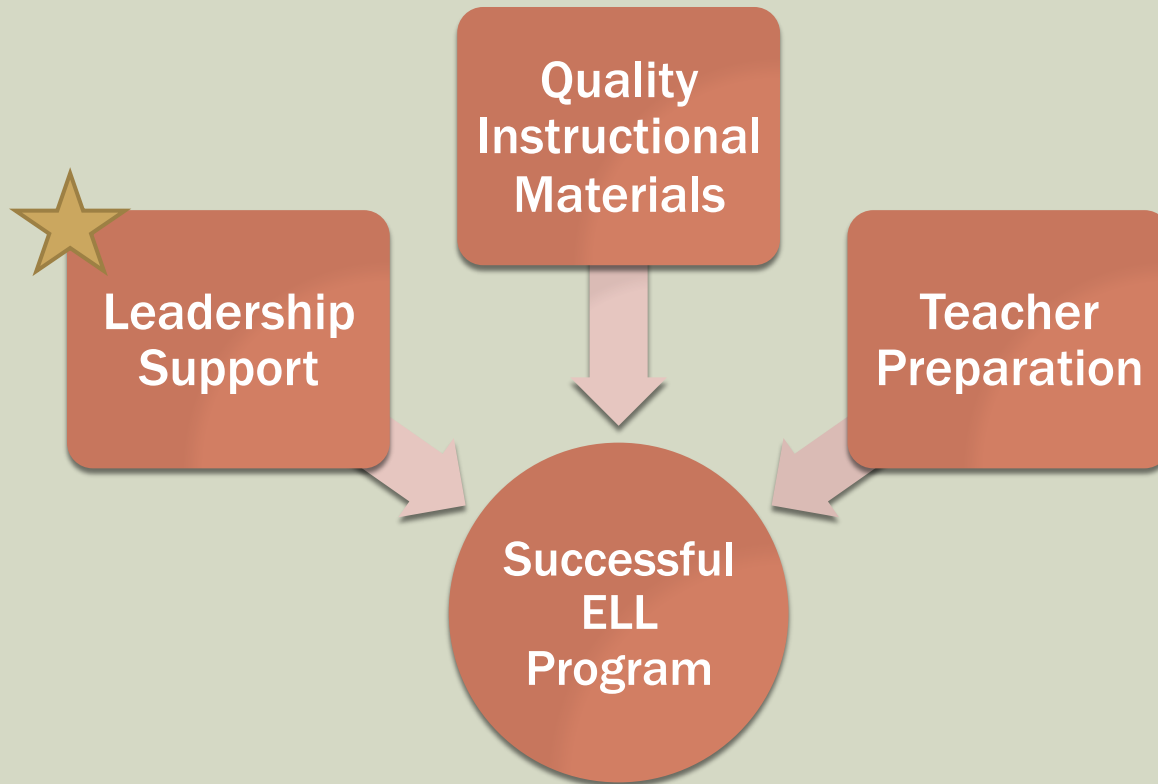 Quality
Instructional
Materials
Leadership
Support
Teacher
Preparation
Successful
ELL
Program